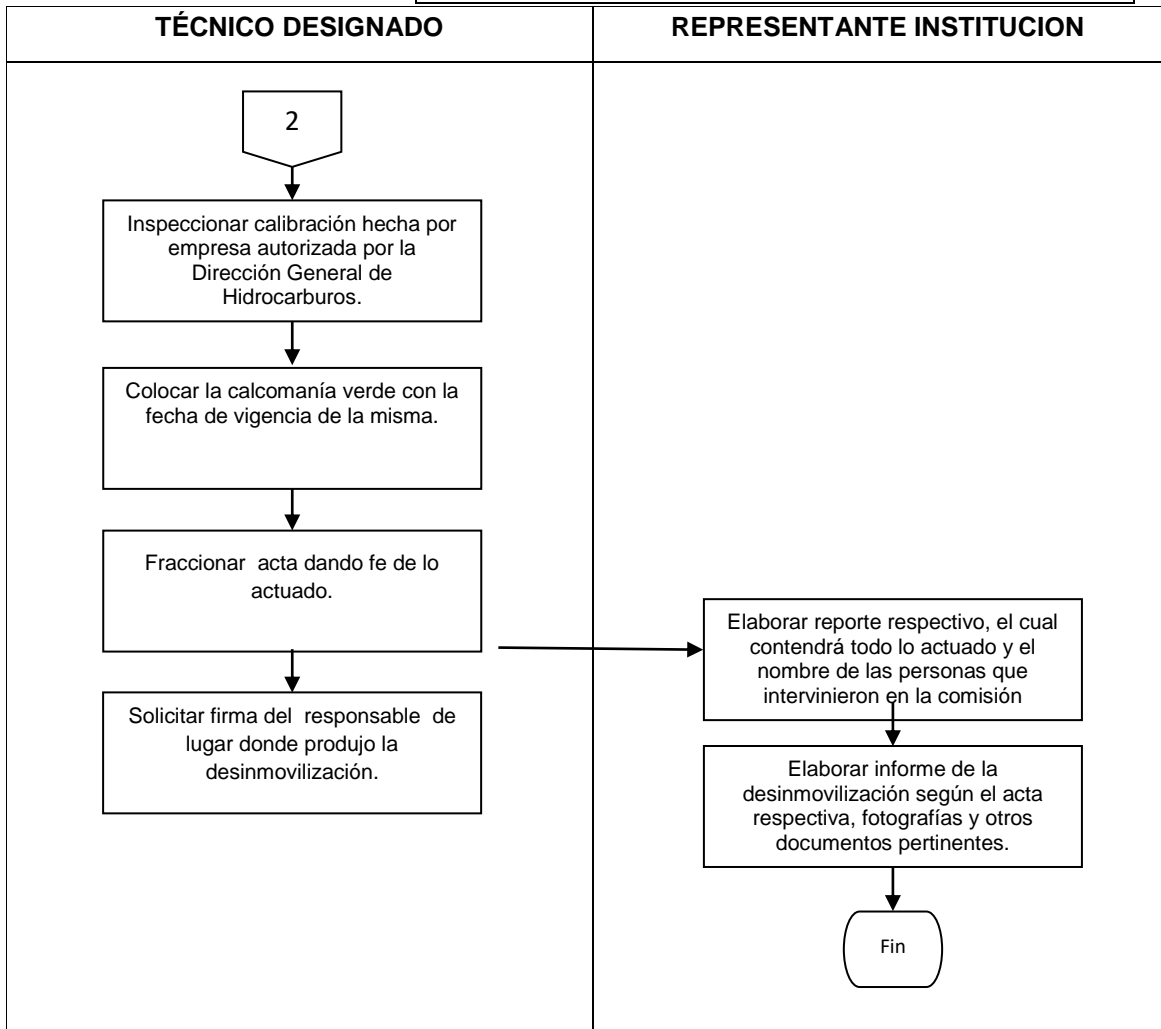 TÉCNICO DESIGNADO
REPRESENTANTE INSTITUCION
2
Inspeccionar calibración hecha por
empresa autorizada por la
Dirección General de
Hidrocarburos.
Colocar la calcomanía verde con la
fecha de vigencia de la misma.
Fraccionar acta dando fe de lo
actuado.
Solicitar firma del responsable de
lugar donde produjo la
desinmovilización.
Elaborar reporte respectivo, el cual
contendrá todo lo actuado y el
nombre de las personas que
intervinieron en la comisión
Elaborar informe de la
desinmovilización según el acta
respectiva, fotografías y otros
documentos pertinentes.
Fin